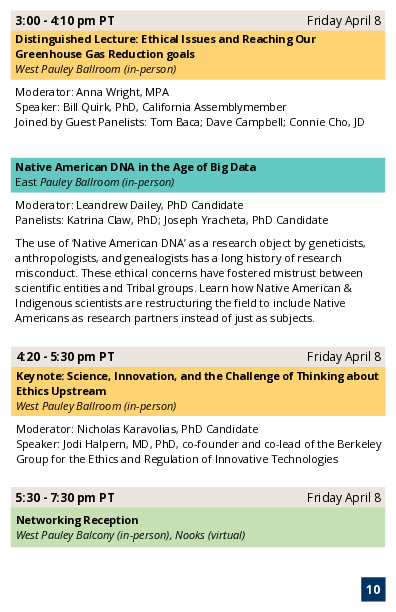 3:00 - 4:10 pm PT Friday April 8
Distinguished Lecture: Ethical Issues and Reaching Our
Greenhouse Gas Reduction goals
West Pauley Ballroom (in-person)
Moderator: Anna Wright, MPA
Speaker: Bill Quirk, PhD, California Assemblymember
Joined by Guest Panelists: Tom Baca; Dave Campbell; Connie Cho, JD
Native American DNA in the Age of Big Data
East Pauley Ballroom (in-person)
Moderator: Leandrew Dailey, PhD Candidate
Panelists: Katrina Claw, PhD; Joseph Yracheta, PhD Candidate
The use of ‘Native American DNA’ as a research object by geneticists,
anthropologists, and genealogists has a long history of research
misconduct. These ethical concerns have fostered mistrust between
scientific entities and Tribal groups. Learn how Native American &
Indigenous scientists are restructuring the field to include Native
Americans as research partners instead of just as subjects.
4:20 - 5:30 pm PT Friday April 8
Keynote: Science, Innovation, and the Challenge of Thinking about
Ethics Upstream
West Pauley Ballroom (in-person)
Moderator: Nicholas Karavolias, PhD Candidate
Speaker: Jodi Halpern, MD, PhD, co-founder and co-lead of the Berkeley
Group for the Ethics and Regulation of Innovative Technologies
5:30 - 7:30 pm PT Friday April 8
Networking Reception
West Pauley Balcony (in-person), Nooks (virtual)
10